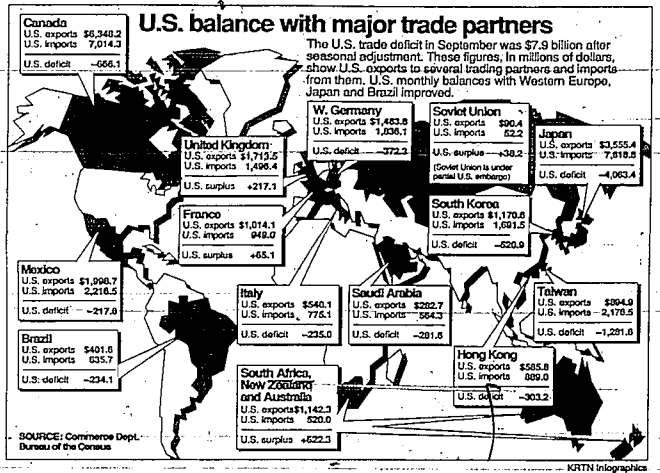 U.S. balance with major trade partners
The U.S. trade deficit in September was $7.9 billion after
seasonal adjustment. These figures, in millions of dollars,
show U.S. exports to several trading partners and imports
from them. U.S. monthly balances with Western Europe,
Japan and Brazil improved.
Canada
U.S. exports $6,348.2
U.S. imports 7,014.3
U.S. deficit —666.1
W. Germany
U.S. exports $1,463.8
U.S. imports 1,836.1
U.S. deficit —372.3
Soviet Union
U.S. exports $90.4
U.S. imports 52.2
U.S. surplus +38.2
(Soviet Union is under
partial U.S. embargo)
Japan
U.S. exports $3,555.4
U.S. imports 7,618.8
U.S. deficit —4,063.4
United Kingdom
U.S. exports $1,713.5
U.S. imports 1,496.4
U.S. surplus +217.1
France
U.S. exports $1,014.1
U.S. imports 949.0
U.S. surplus +65.1
South Korea
U.S. exports $1,170.6
U.S. imports 1,691.5
U.S. deficit —520.9
Mexico
U.S. exports $1,998.7
U.S. imports 2,216.5
U.S. deficit —217.8
Italy
U.S. exports $540.1
U.S. imports 775.1
U.S. deficit —235.0
Saudi Arabia
U.S. exports $282.7
U.S. imports 564.3
U.S. deficit —281.6
Taiwan
U.S. exports $894.9
U.S. imports 2,176.5
U.S. deficit —1,281.6
Brazil
U.S. exports $401.6
U.S. imports 635.7
U.S. deficit —234.1
South Africa,
New Zealand
and Australia
U.S. exports $1,142.3
U.S. imports 520.0
U.S. surplus +622.3
Hong Kong
U.S. exports $585.8
U.S. imports 889.0
U.S. deficit —303.2
SOURCE: Commerce Dept.
Bureau of the Census
KRTN Infographics